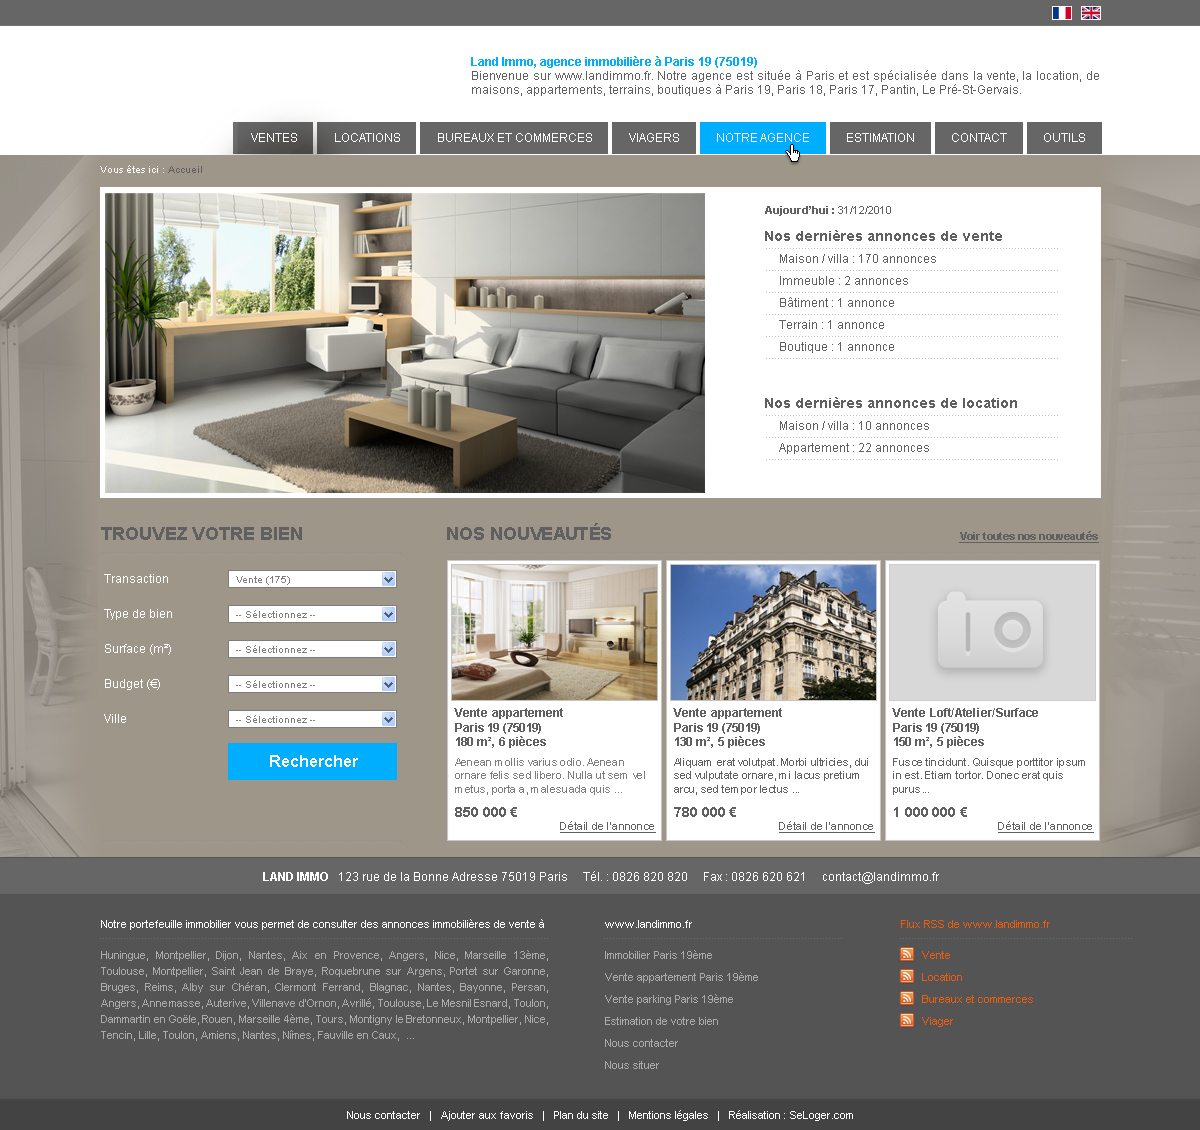 Land Immo, agence immobilière à Paris 19 (75019)
Bienvenue sur www.landimmo.fr. Notre agence est située à Paris et est spécialisée dans la vente, la location, de
maisons, appartements, terrains, boutiques à Paris 19, Paris 18, Paris 17, Pantin, Le Pré-St-Gervais.
VENTES LOCATIONS BUREAUX ET COMMERCES VIAGERS NOTRE AGENCE ESTIMATION CONTACT OUTILS
Vous êtes ici : Accueil
Aujourd'hui : 31/12/2010
Nos dernières annonces de vente
Maison / villa : 170 annonces
Immeuble : 2 annonces
Bâtiment : 1 annonce
Terrain : 1 annonce
Boutique : 1 annonce
Nos dernières annonces de location
Maison / villa : 10 annonces
Appartement : 22 annonces
TROUVEZ VOTRE BIEN
Transaction Vente (175)
Type de bien -- Sélectionnez --
Surface (m²) -- Sélectionnez --
Budget (€) -- Sélectionnez --
Ville -- Sélectionnez --
Rechercher
NOS NOUVEAUTÉS
Voir toutes nos nouveautés
Vente appartement
Paris 19 (75019)
180 m², 6 pièces
Aenean mollis varius odio. Aenean
ornare felis sed libero. Nulla ut sem vel
metus, porta a, malesuada quis ...
850 000 €
Détail de l'annonce
Vente appartement
Paris 19 (75019)
130 m², 5 pièces
Aliquam erat volutpat. Morbi ultricies, dui
sed vulputate ornare, mi lacus pretium
arcu, sed tempor lectus ...
780 000 €
Détail de l'annonce
Vente Loft/Atelier/Surface
Paris 19 (75019)
150 m², 5 pièces
Fusce tincidunt. Quisque porttitor ipsum
in est. Etiam tortor. Donec erat quis
purus ...
1 000 000 €
Détail de l'annonce
LAND IMMO 123 rue de la Bonne Adresse 75019 Paris Tél. : 0826 820 820 Fax : 0826 620 621 contact@landimmo.fr
Notre portefeuille immobilier vous permet de consulter des annonces immobilières de vente à
Huningue, Montpellier, Dijon, Nantes, Aix en Provence, Angers, Nice, Marseille 13ème,
Toulouse, Montpellier, Saint Jean de Braye, Roquebrune sur Argens, Portet sur Garonne,
Bruges, Reims, Alby sur Chéran, Clermont Ferrand, Blagnac, Nantes, Bayonne, Persan,
Angers, Annemasse, Auterive, Villenave d'Ornon, Avrillé, Toulouse, Le Mesnil Esnard, Toulon,
Dammartin en Goële, Rouen, Marseille 4ème, Tours, Montigny le Bretonneux, Montpellier, Nice,
Tencin, Lille, Toulon, Amiens, Nantes, Nîmes, Fauville en Caux, ...
www.landimmo.fr
Immobilier Paris 19ème
Vente appartement Paris 19ème
Vente parking Paris 19ème
Estimation de votre bien
Nous contacter
Nous situer
Flux RSS de www.landimmo.fr
Vente
Location
Bureaux et commerces
Viager
Nous contacter | Ajouter aux favoris | Plan du site | Mentions légales | Réalisation : SeLoger.com